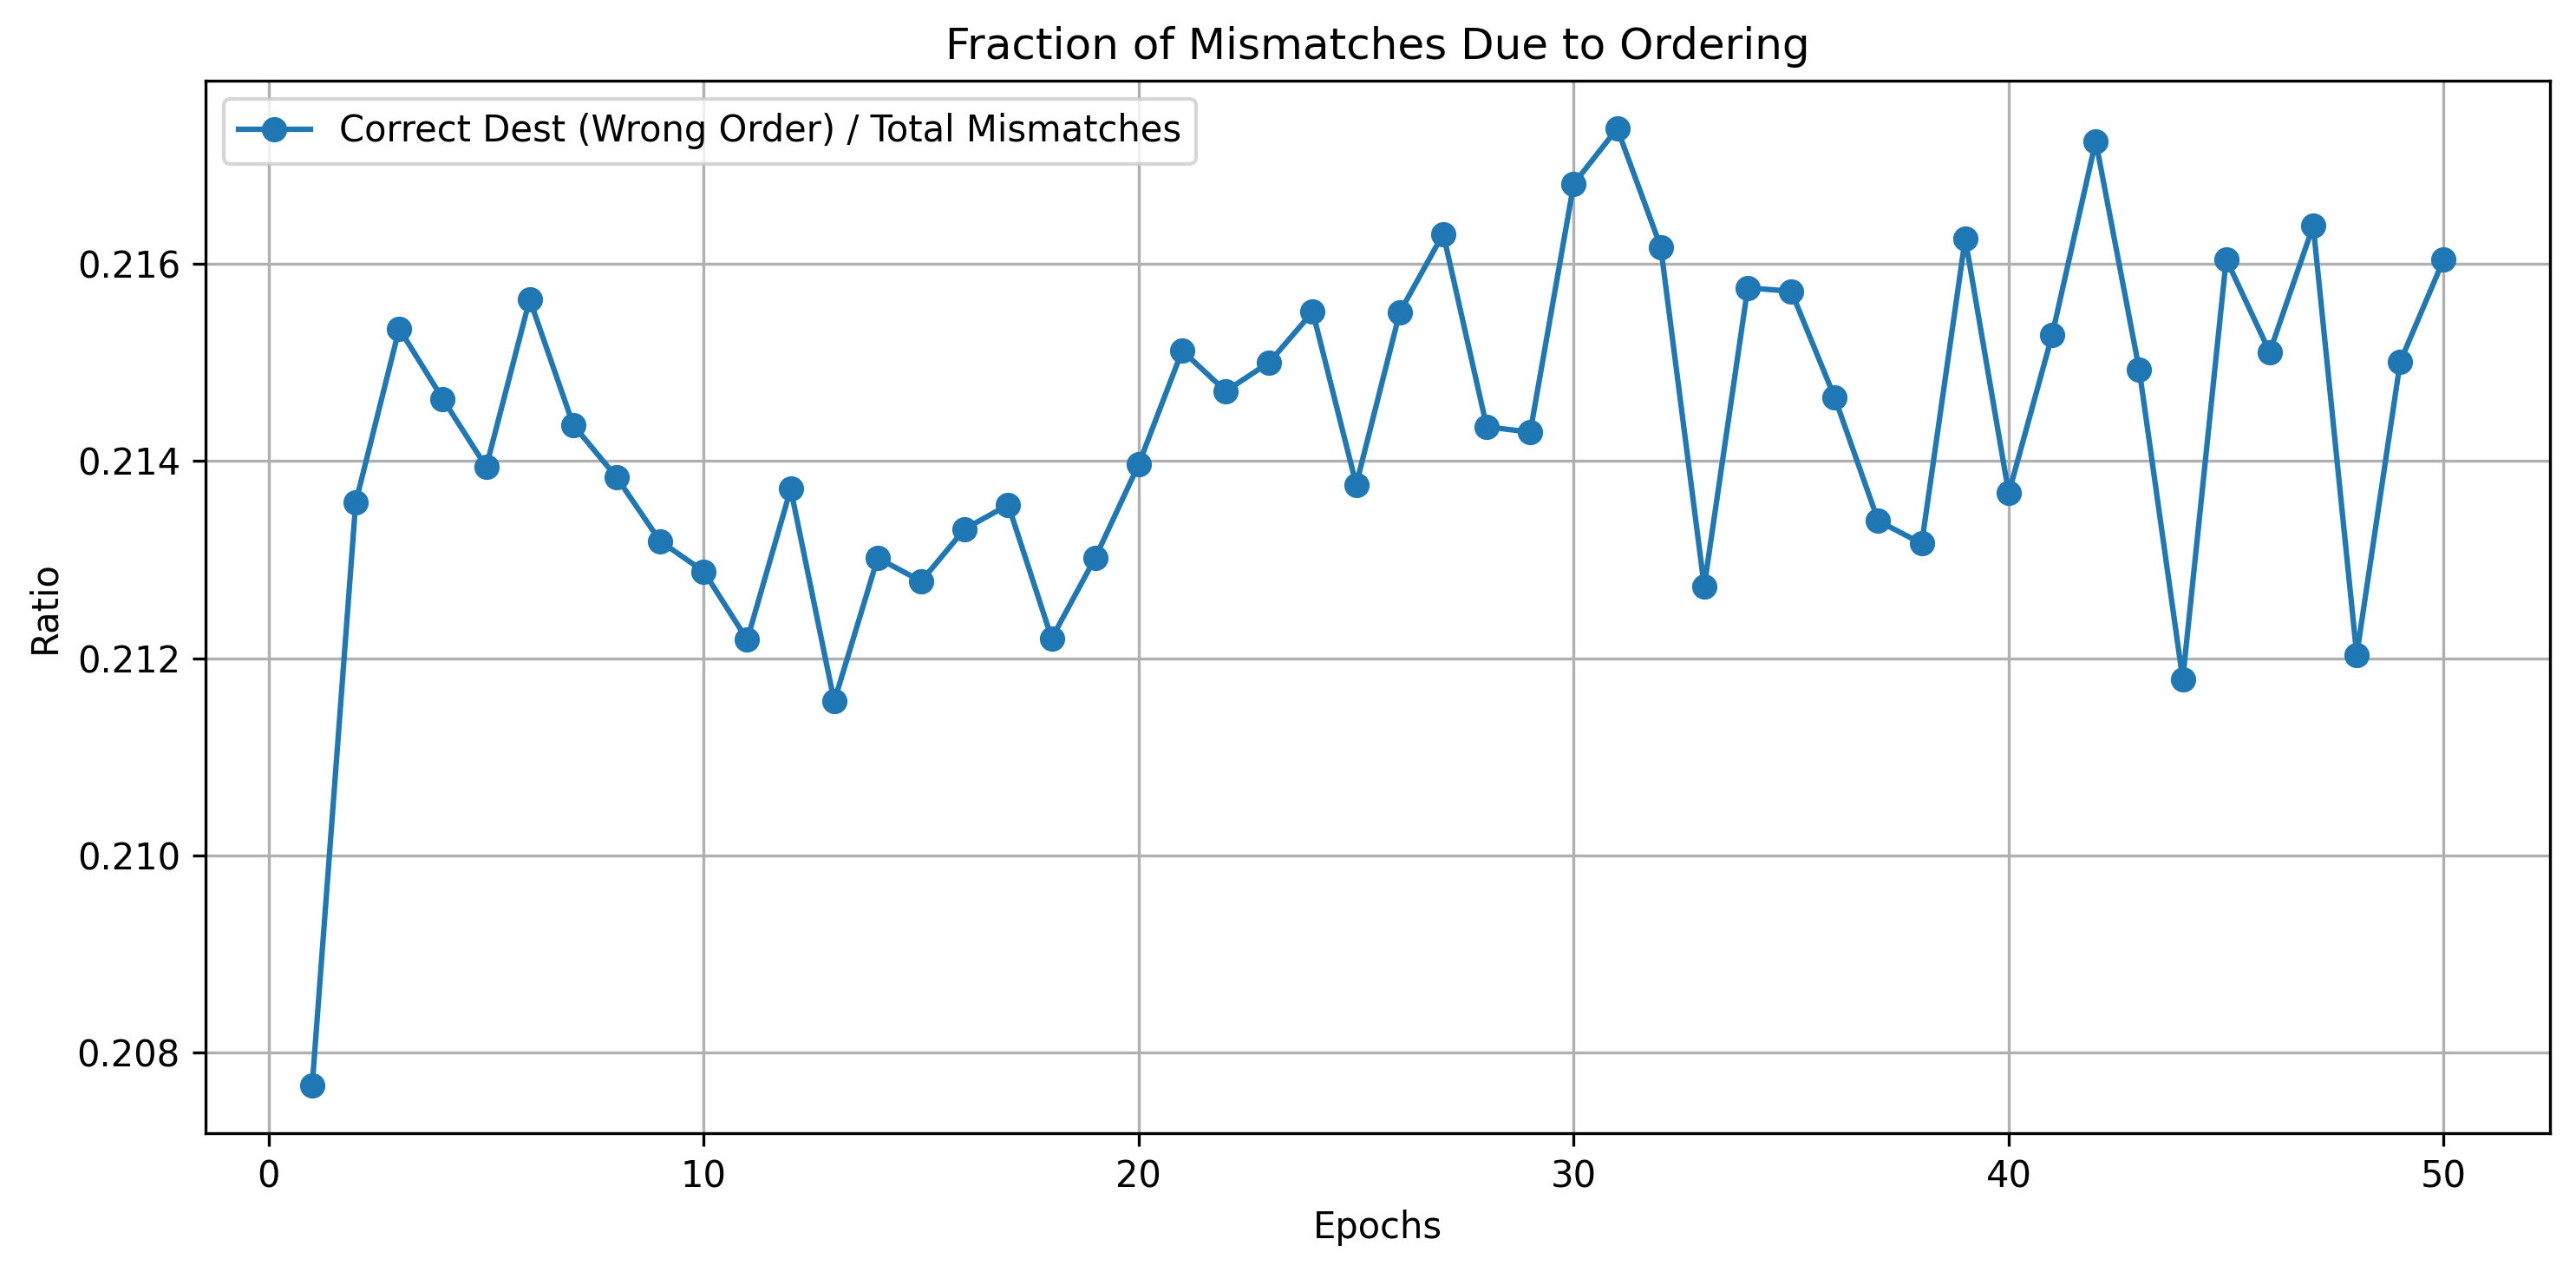 Fraction of Mismatches Due to Ordering
Correct Dest (Wrong Order) / Total Mismatches
Ratio
0.216
0.214
0.212
0.210
0.208
0 10 20 30 40 50
Epochs